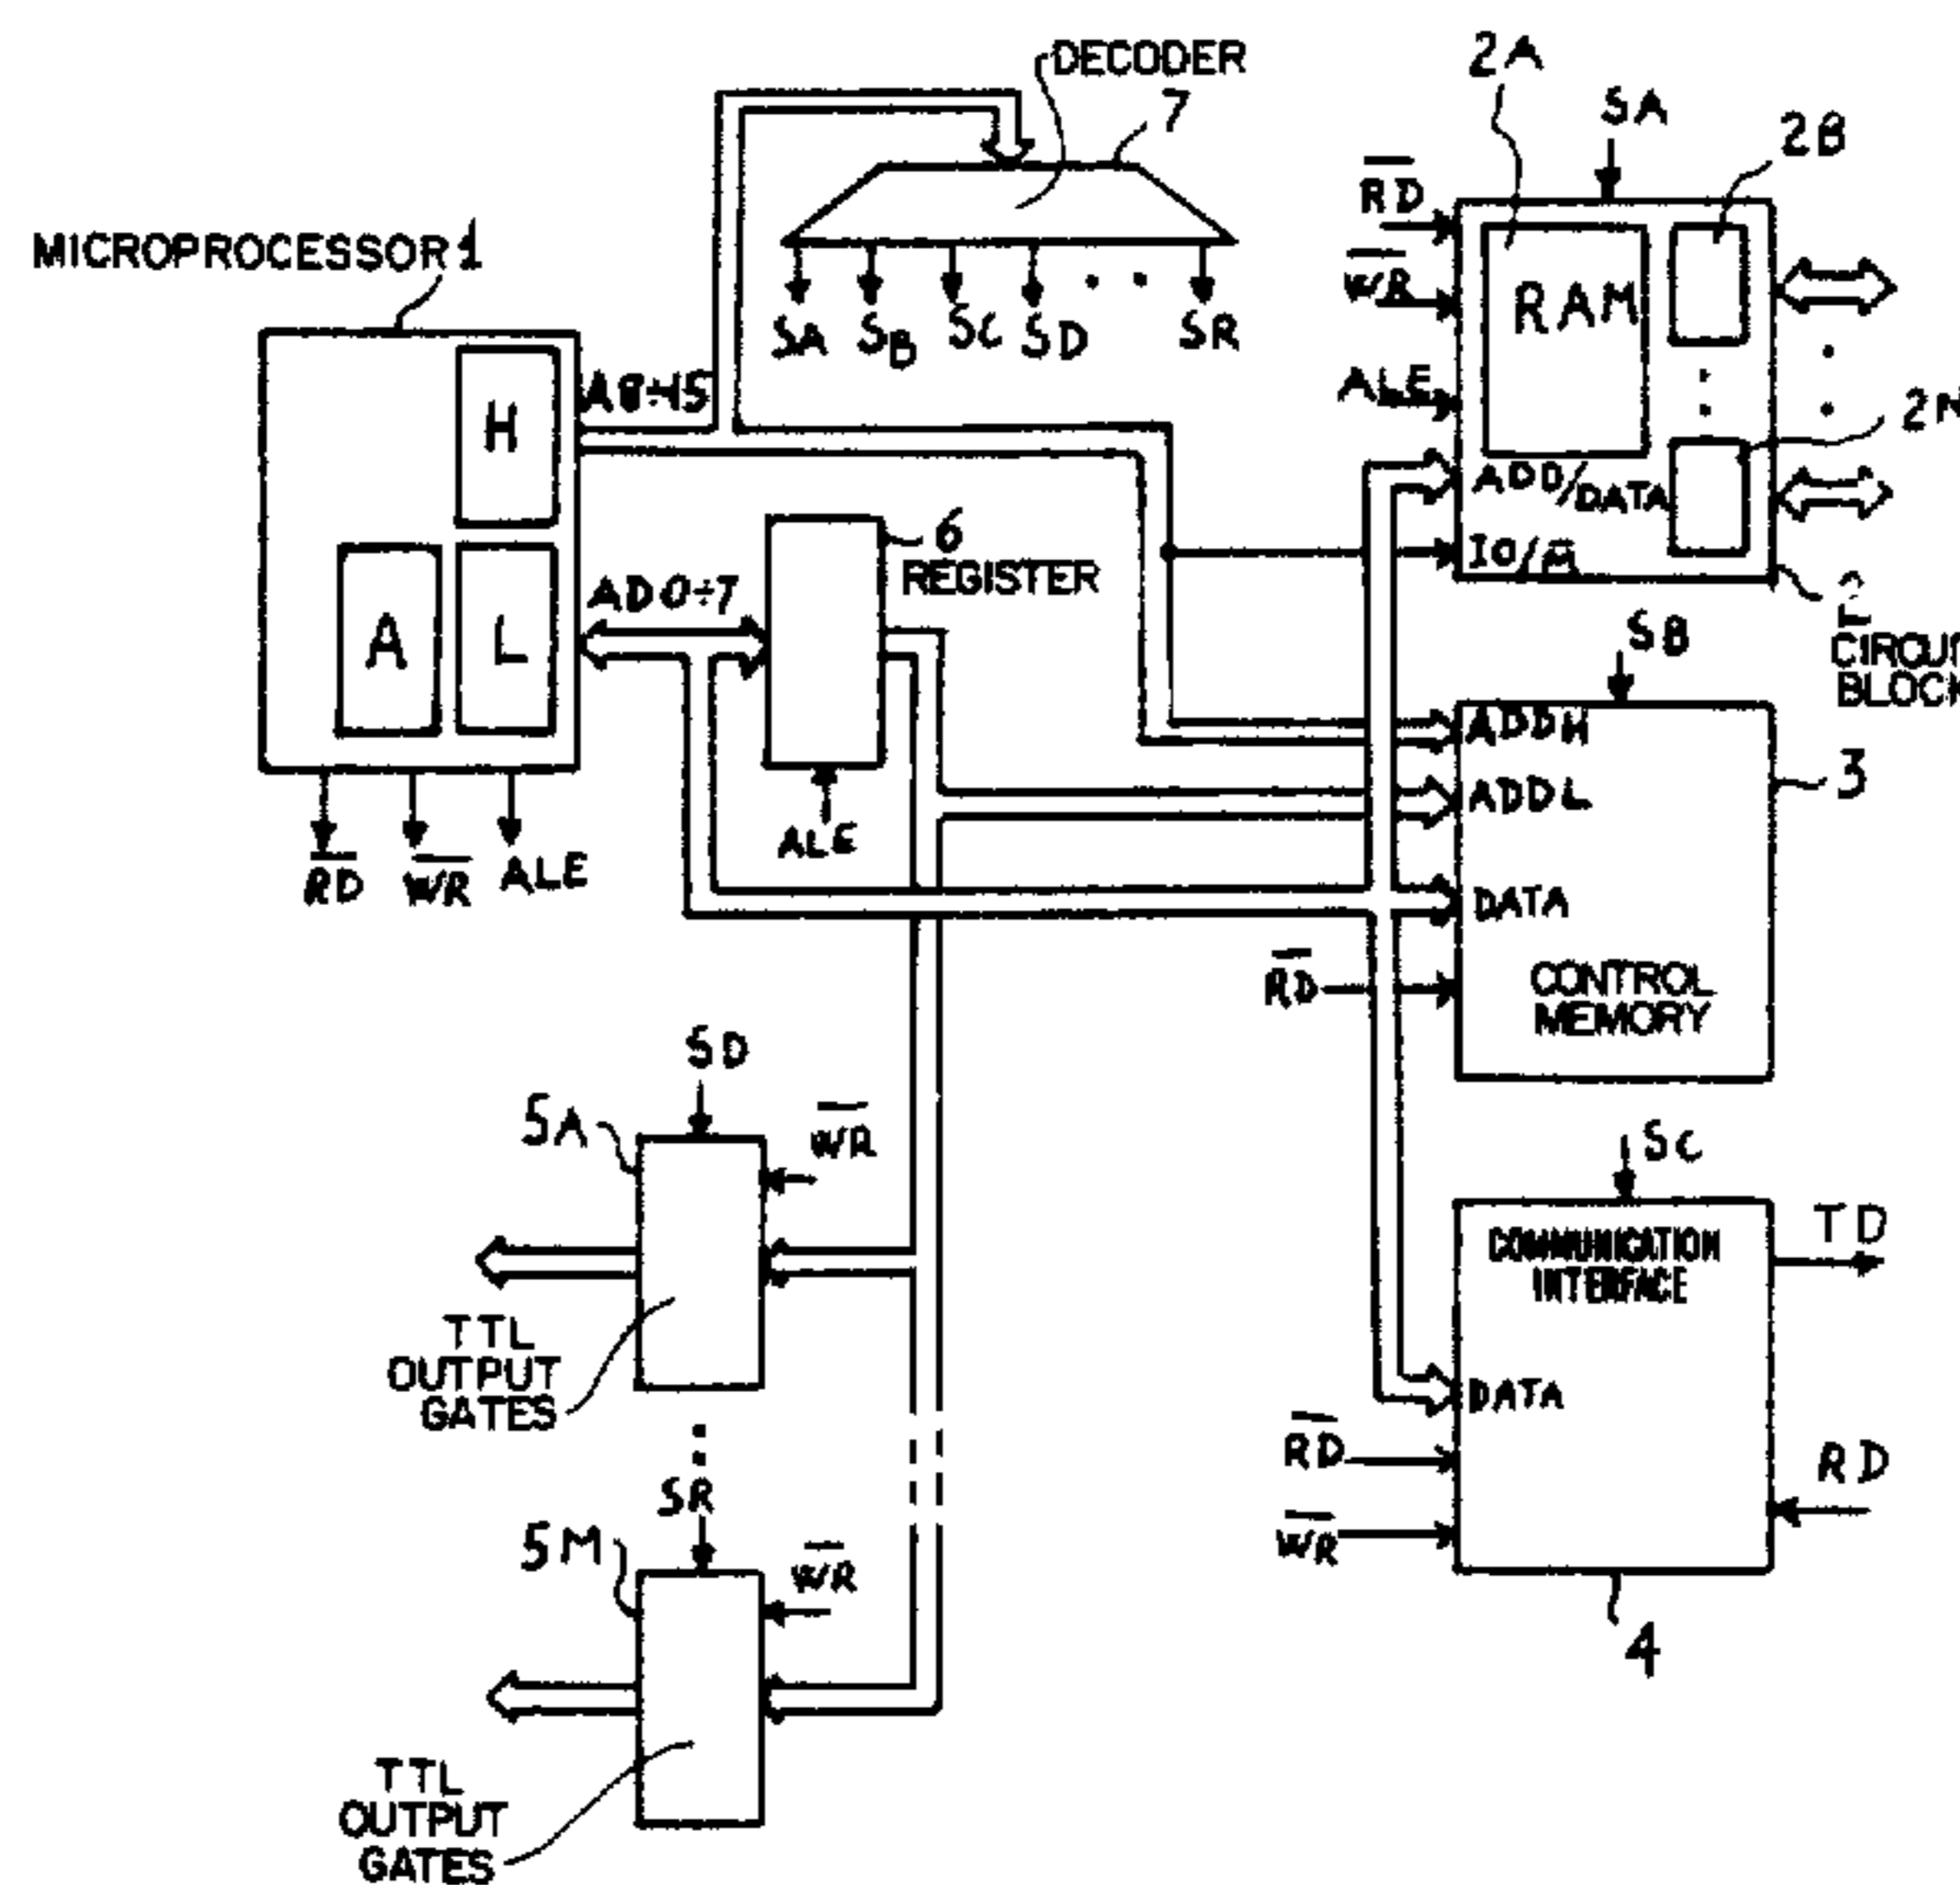 DECODER
7
2A
SA
2B
MICROPROCESSOR 1
RD
WR
RAM
SA SB SC SD SR
H
A8÷15
ALE
2N
ADD/DATA
IO/M
6
REGISTER
AD0÷7
A
L
2
CIRCUIT
BLOCK
SB
ADDH
ADDL
3
ALE
RD WR ALE
DATA
RD
CONTROL
MEMORY
SD
5A
WR
SC
COMMUNICATION
INTERFACE
TD
TTL
OUTPUT
GATES
DATA
RD
RD
SR
5M
WR
WR
4
TTL
OUTPUT
GATES